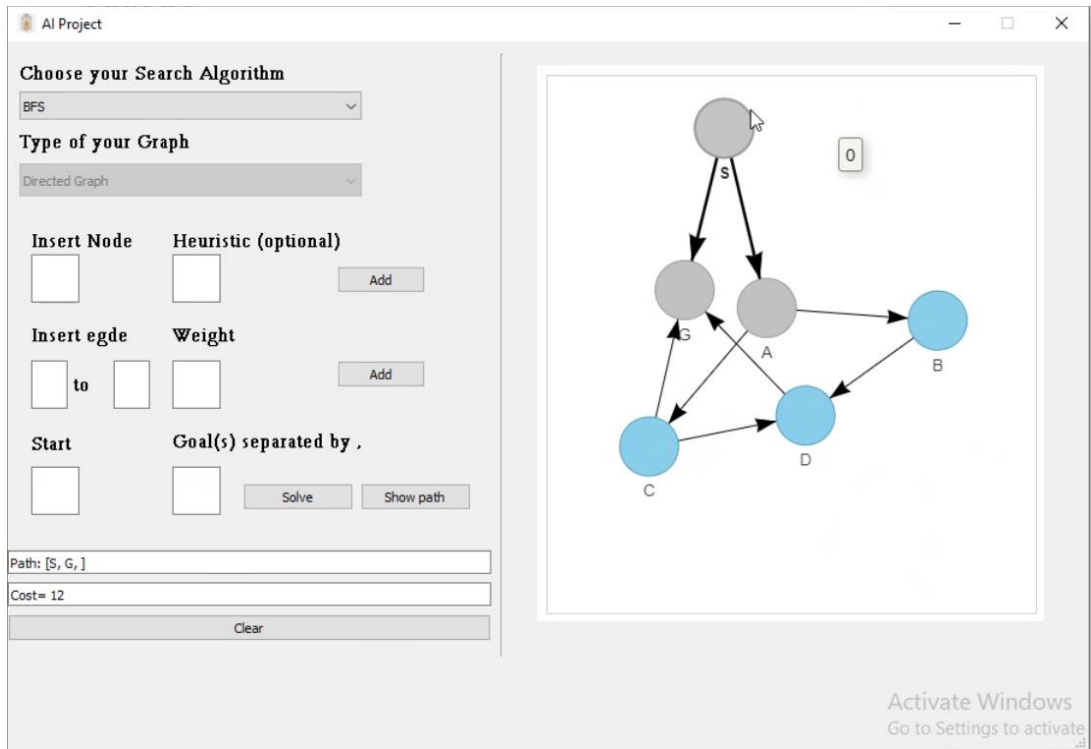 AI Project
Choose your Search Algorithm
BFS
Type of your Graph
Directed Graph
Insert Node Heuristic (optional)
Add
Insert egde Weight
to
Add
Start Goal(s) separated by ,
Solve Show path
Path: [S, G, ]
Cost= 12
Clear
0
S
G
A
B
D
C
Activate Windows
Go to Settings to activate